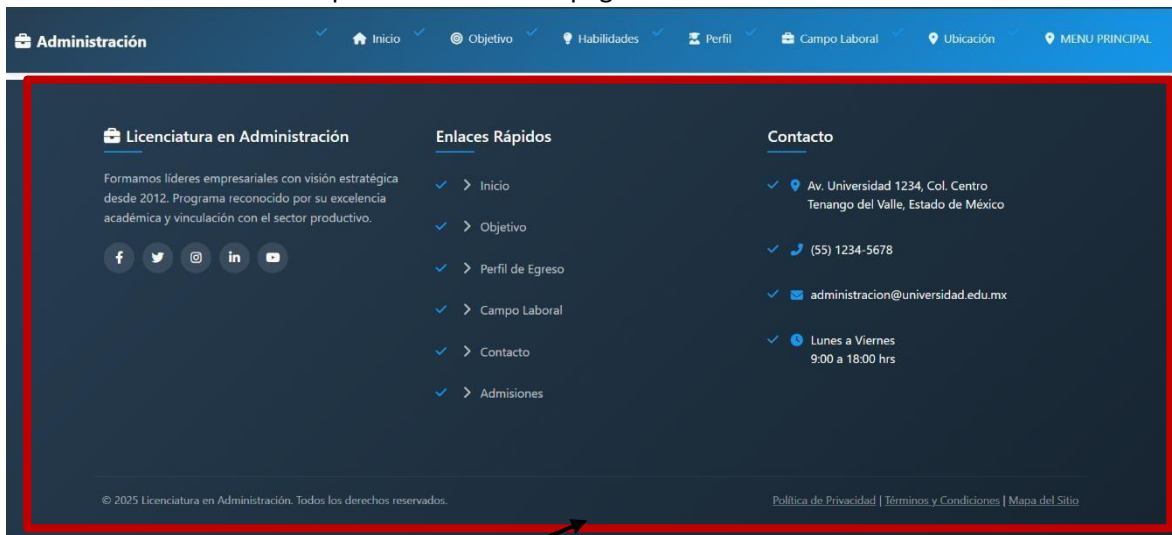 Administración
Inicio
Objetivo
Habilidades
Perfil
Campo Laboral
Ubicación
MENU PRINCIPAL
Licenciatura en Administración
Formamos líderes empresariales con visión estratégica
desde 2012. Programa reconocido por su excelencia
académica y vinculación con el sector productivo.
Enlaces Rápidos
Inicio
Objetivo
Perfil de Egreso
Campo Laboral
Contacto
Admisiones
Contacto
Av. Universidad 1234, Col. Centro
Tenango del Valle, Estado de México
(55) 1234-5678
administracion@universidad.edu.mx
Lunes a Viernes
9:00 a 18:00 hrs
© 2025 Licenciatura en Administración. Todos los derechos reservados.
Política de Privacidad | Términos y Condiciones | Mapa del Sitio